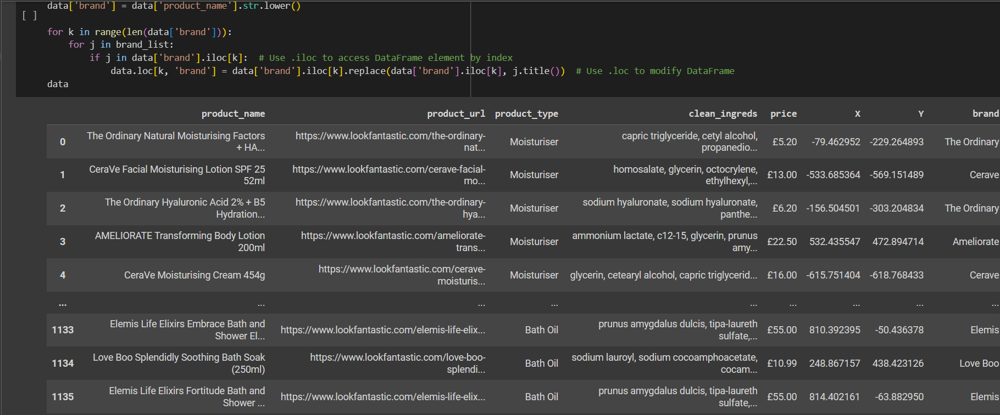 data['brand'] = data['product_name'].str.lower()
[ ]
for k in range(len(data['brand'])):
for j in brand_list:
if j in data['brand'].iloc[k]:  # Use .iloc to access DataFrame element by index
data.loc[k, 'brand'] = data['brand'].iloc[k].replace(data['brand'].iloc[k], j.title())  # Use .loc to modify DataFrame
data
product_name product_url product_type clean_ingreds price X Y brand
0 The Ordinary Natural Moisturising Factors + HA... https://www.lookfantastic.com/the-ordinary-nat... Moisturiser capric triglyceride, cetyl alcohol, propanedio... £5.20 -79.462952 -229.264893 The Ordinary
1 CeraVe Facial Moisturising Lotion SPF 25 52ml https://www.lookfantastic.com/cerave-facial-mo... Moisturiser homosalate, glycerin, octocrylene, ethylhexyl,... £13.00 -533.685364 -569.151489 Cerave
2 The Ordinary Hyaluronic Acid 2% + B5 Hydration... https://www.lookfantastic.com/the-ordinary-hya... Moisturiser sodium hyaluronate, sodium hyaluronate, panthe... £6.20 -156.504501 -303.204834 The Ordinary
3 AMELIORATE Transforming Body Lotion 200ml https://www.lookfantastic.com/ameliorate-trans... Moisturiser ammonium lactate, c12-15, glycerin, prunus amy... £22.50 532.435547 472.894714 Ameliorate
4 CeraVe Moisturising Cream 454g https://www.lookfantastic.com/cerave-moisturis... Moisturiser glycerin, cetearyl alcohol, capric triglycerid... £16.00 -615.751404 -618.768433 Cerave
... ... ... ... ... ... ... ... ...
1133 Elemis Life Elixirs Embrace Bath and Shower El... https://www.lookfantastic.com/elemis-life-elix... Bath Oil prunus amygdalus dulcis, tipa-laureth sulfate,... £55.00 810.392395 -50.436378 Elemis
1134 Love Boo Splendidly Soothing Bath Soak (250ml) https://www.lookfantastic.com/love-boo-splendi... Bath Oil sodium lauroyl, sodium cocoamphoacetate, cocam... £10.99 248.867157 438.423126 Love Boo
1135 Elemis Life Elixirs Fortitude Bath and Shower ... https://www.lookfantastic.com/elemis-life-elix... Bath Oil prunus amygdalus dulcis, tipa-laureth sulfate,... £55.00 814.402161 -63.882950 Elemis